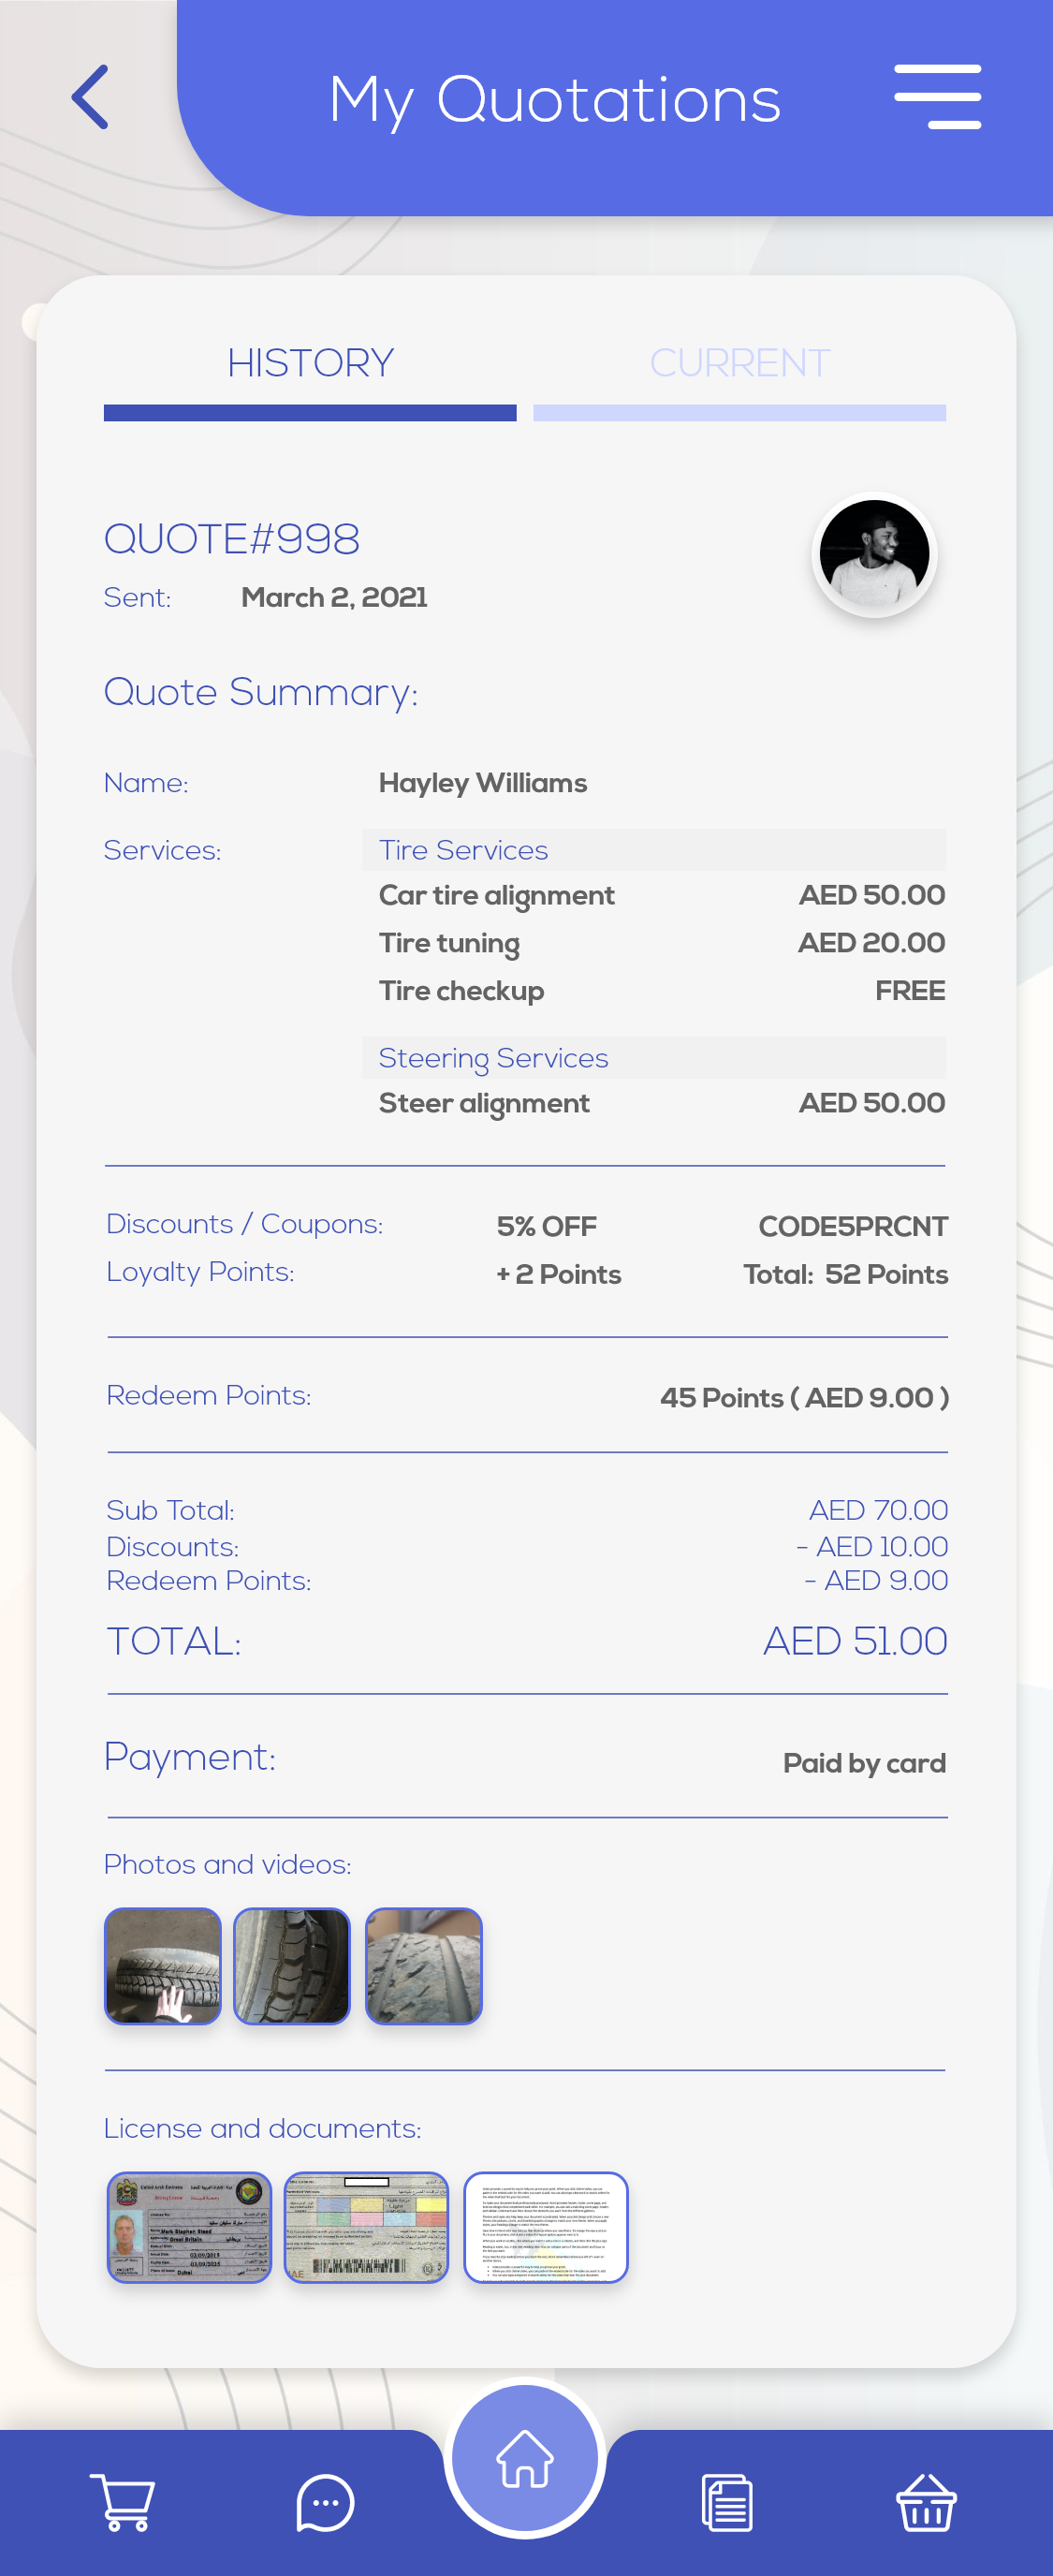 My Quotations
HISTORY
CURRENT
QUOTE#998
Sent: March 2, 2021
Quote Summary:
Name: Hayley Williams
Services: Tire Services
Car tire alignment AED 50.00
Tire tuning AED 20.00
Tire checkup FREE
Steering Services
Steer alignment AED 50.00
Discounts / Coupons: 5% OFF CODE5PRCNT
Loyalty Points: + 2 Points Total: 52 Points
Redeem Points: 45 Points ( AED 9.00 )
Sub Total: AED 70.00
Discounts: - AED 10.00
Redeem Points: - AED 9.00
TOTAL: AED 51.00
Payment: Paid by card
Photos and videos:
License and documents: